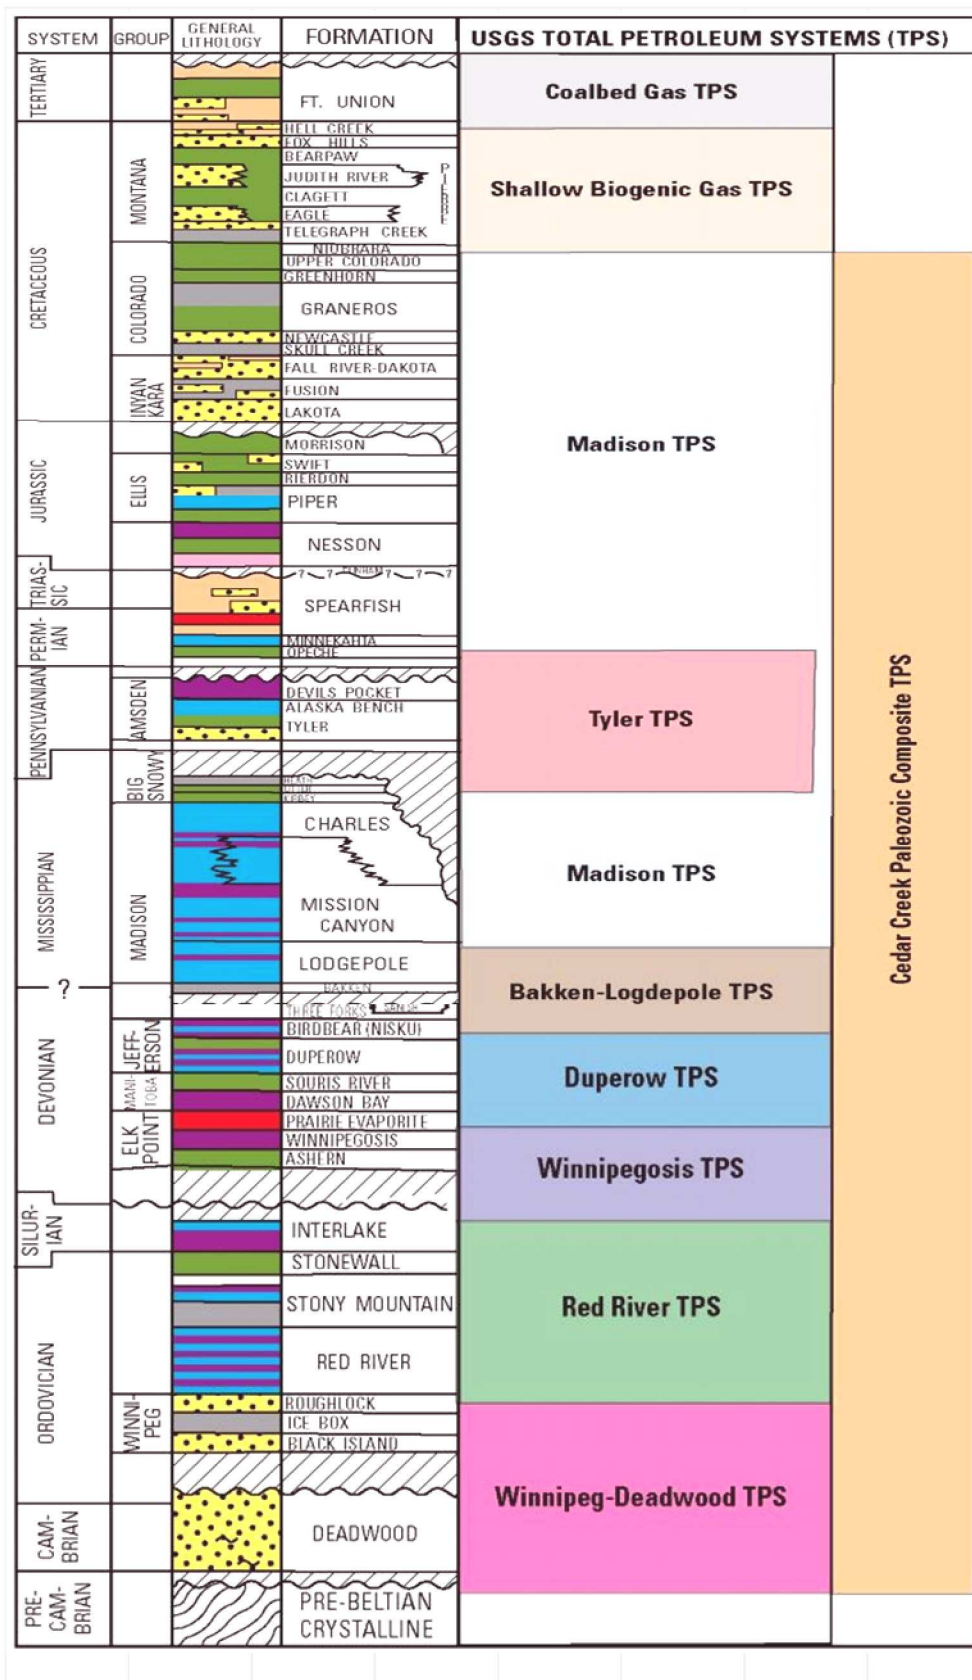 SYSTEM
GROUP
GENERAL
LITHOLOGY
FORMATION
USGS TOTAL PETROLEUM SYSTEMS (TPS)
TERTIARY
CRETACEOUS
JURASSIC
TRIAS-
SIC
PERM-
IAN
PENNSYLVANIAN
MISSISSIPPIAN
?
DEVONIAN
SILUR-
IAN
ORDOVICIAN
CAM-
BRIAN
PRE-
CAM-
BRIAN
MONTANA
COLORADO
INYAN
KARA
ELLIS
AMSDEN
BIG
SNOWY
MADISON
JEFF-
ERSON
MANI-
TOBA
ELK
POINT
WINNI-
PEG
FT. UNION
HELL CREEK
FOX HILLS
BEARPAW
JUDITH RIVER
PIERRE
CLAGETT
EAGLE
TELEGRAPH CREEK
NIOBRARA
UPPER COLORADO
GREENHORN
GRANEROS
NEWCASTLE
SKULL CREEK
FALL RIVER-DAKOTA
FUSION
LAKOTA
MORRISON
SWIFT
RIERDON
PIPER
NESSON
? ? ? ? ?
SPEARFISH
MINNEKAHTA
OPECHE
DEVILS POCKET
ALASKA BENCH
TYLER
HEATH
OTTER
KIBBEY
CHARLES
MISSION
CANYON
LODGEPOLE
BAKKEN
THREE FORKS
SANISH
BIRDBEAR (NISKU)
DUPEROW
SOURIS RIVER
DAWSON BAY
PRAIRIE EVAPORITE
WINNIPEGOSIS
ASHERN
INTERLAKE
STONEWALL
STONY MOUNTAIN
RED RIVER
ROUGHLOCK
ICE BOX
BLACK ISLAND
DEADWOOD
PRE-BELTIAN
CRYSTALLINE
Coalbed Gas TPS
Shallow Biogenic Gas TPS
Madison TPS
Tyler TPS
Madison TPS
Bakken-Logdepole TPS
Duperow TPS
Winnipegosis TPS
Red River TPS
Winnipeg-Deadwood TPS
Cedar Creek Paleozoic Composite TPS